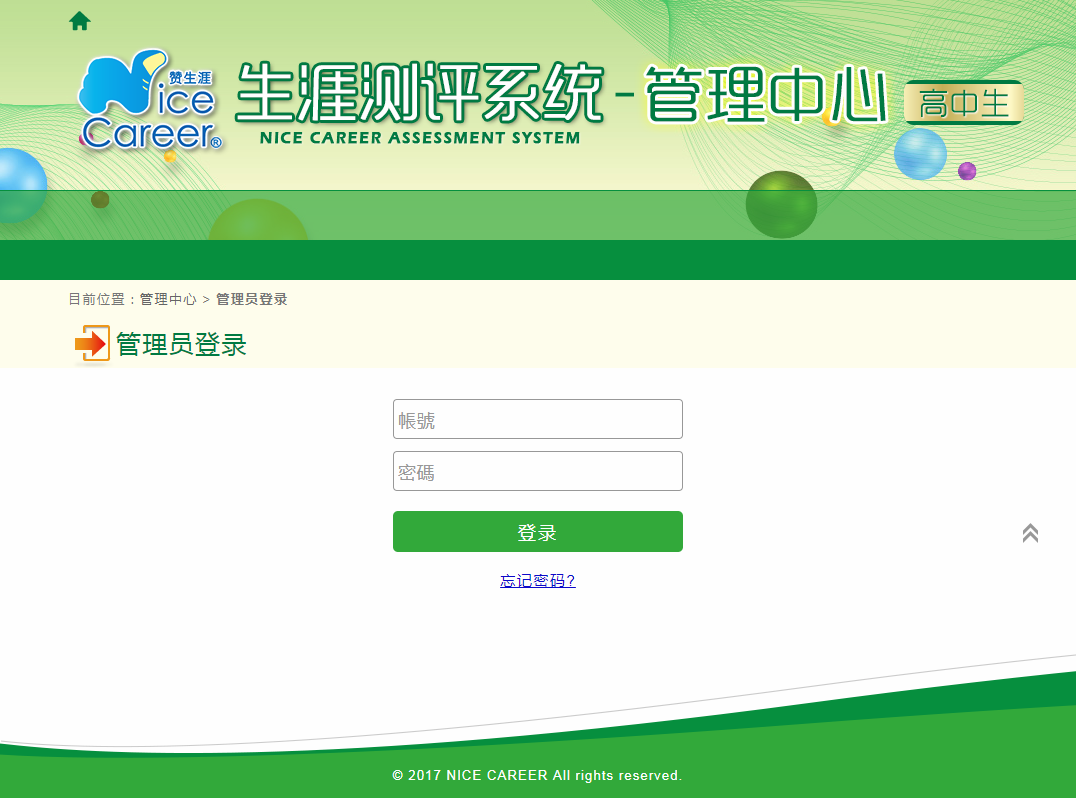 赞生涯
Nice
Career®
生涯测评系统-管理中心 高中生
NICE CAREER ASSESSMENT SYSTEM
目前位置：管理中心 > 管理员登录
管理员登录
帳號
密碼
登录
忘记密码?
© 2017 NICE CAREER All rights reserved.